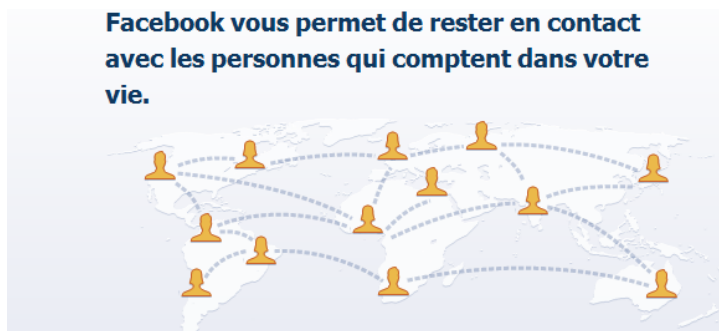 Facebook vous permet de rester en contact
avec les personnes qui comptent dans votre
vie.